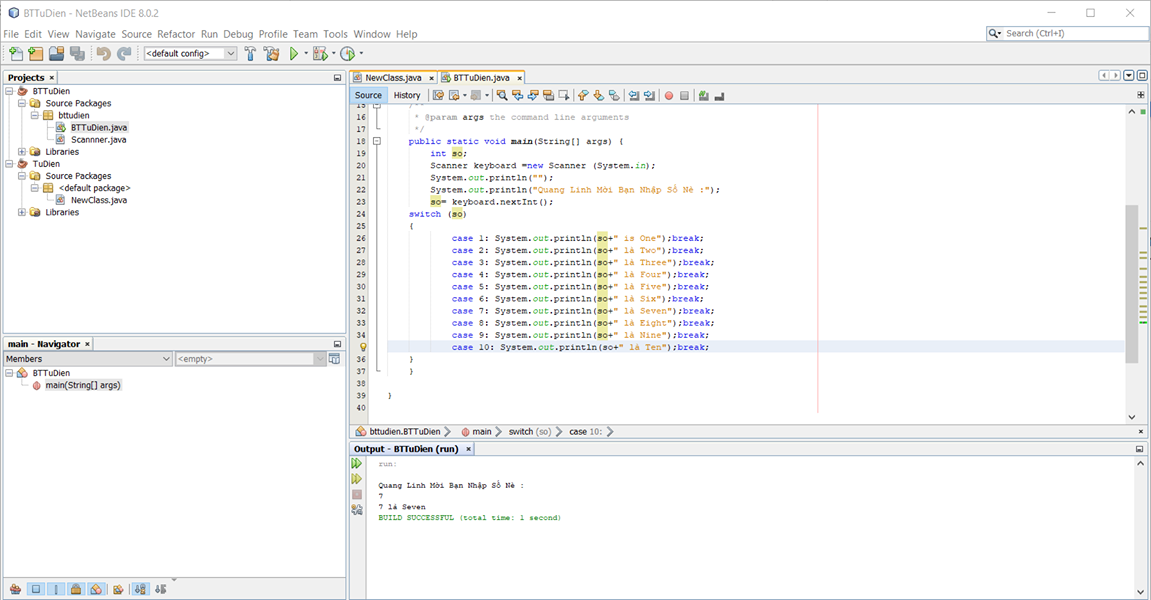 BTTuDien - NetBeans IDE 8.0.2
File Edit View Navigate Source Refactor Run Debug Profile Team Tools Window Help
Search (Ctrl+I)
<default config>
Projects
BTTuDien
Source Packages
bttudien
BTTuDien.java
Scannner.java
Libraries
TuDien
Source Packages
<default package>
NewClass.java
Libraries
main - Navigator
Members
<empty>
BTTuDien
main(String[] args)
NewClass.java BTTuDien.java
Source History
15 /**
16 * @param args the command line arguments
17 */
18 public static void main(String[] args) {
19 int so;
20 Scanner keyboard =new Scanner (System.in);
21 System.out.println("");
22 System.out.println("Quang Linh Mời Bạn Nhập Số Nè :");
23 so= keyboard.nextInt();
24 switch (so)
25 {
26 case 1: System.out.println(so+" is One");break;
27 case 2: System.out.println(so+" là Two");break;
28 case 3: System.out.println(so+" là Three");break;
29 case 4: System.out.println(so+" là Four");break;
30 case 5: System.out.println(so+" là Five");break;
31 case 6: System.out.println(so+" là Six");break;
32 case 7: System.out.println(so+" là Seven");break;
33 case 8: System.out.println(so+" là Eight");break;
34 case 9: System.out.println(so+" là Nine");break;
case 10: System.out.println(so+" là Ten");break;
36 }
37 }
38
39 }
40
bttudien.BTTuDien main switch (so) case 10:
Output - BTTuDien (run)
run:
Quang Linh Mời Bạn Nhập Số Nè :
7
7 là Seven
BUILD SUCCESSFUL (total time: 1 second)